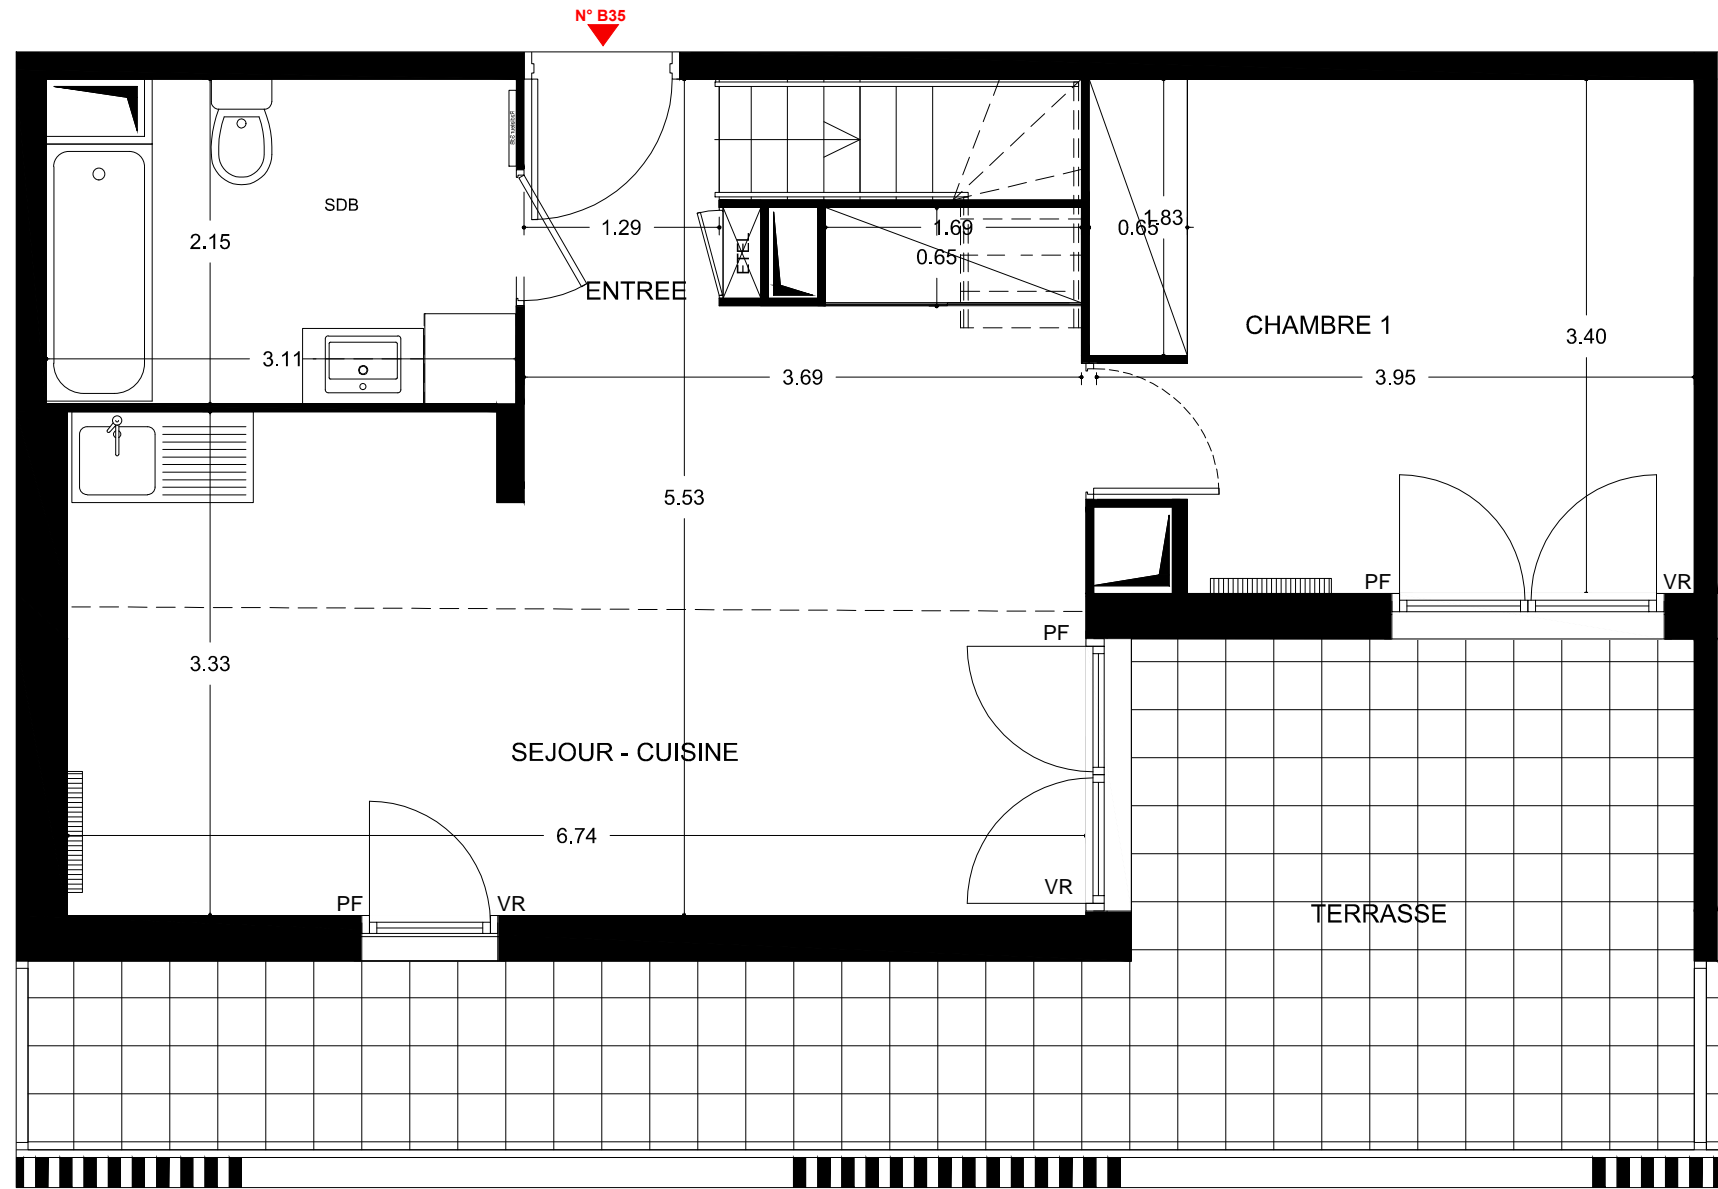 N° B35
SDB
2.15
1.29
ETEL
1.69
0.65
0.65
1.83
ENTREE
CHAMBRE 1
3.40
3.11
3.69
3.95
5.53
PF
VR
PF
3.33
SEJOUR - CUISINE
6.74
VR
PF
VR
TERRASSE